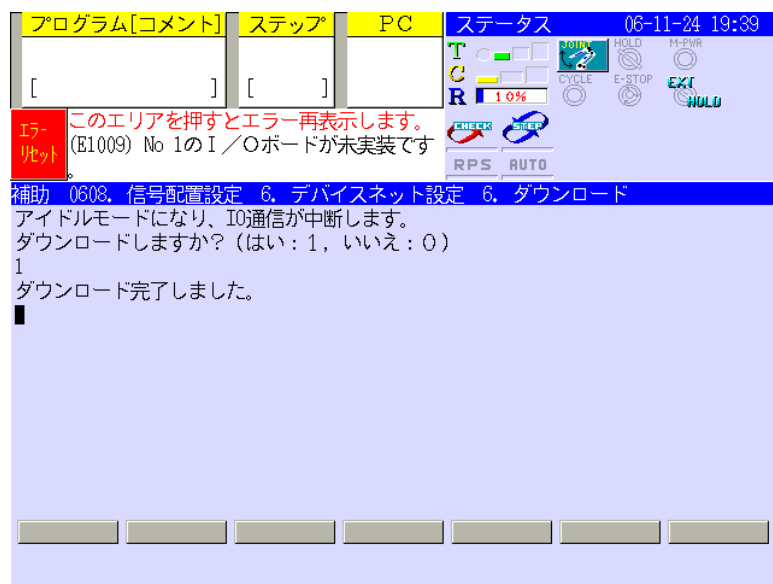 プログラム[コメント] ステップ PC ステータス 06-11-24 19:39
[ ] [ ]
T
C
R 10%
JOINT HOLD M-PWR
CYCLE E-STOP EXT HOLD
エラーリセット
このエリアを押すとエラー再表示します。
(E1009) No 1のI/Oボードが未実装です
。
CHECK STEP
RPS AUTO
補助 0608. 信号配置設定 6. デバイスネット設定 6. ダウンロード
アイドルモードになり、IO通信が中断します。
ダウンロードしますか?(はい:1, いいえ:0)
1
ダウンロード完了しました。